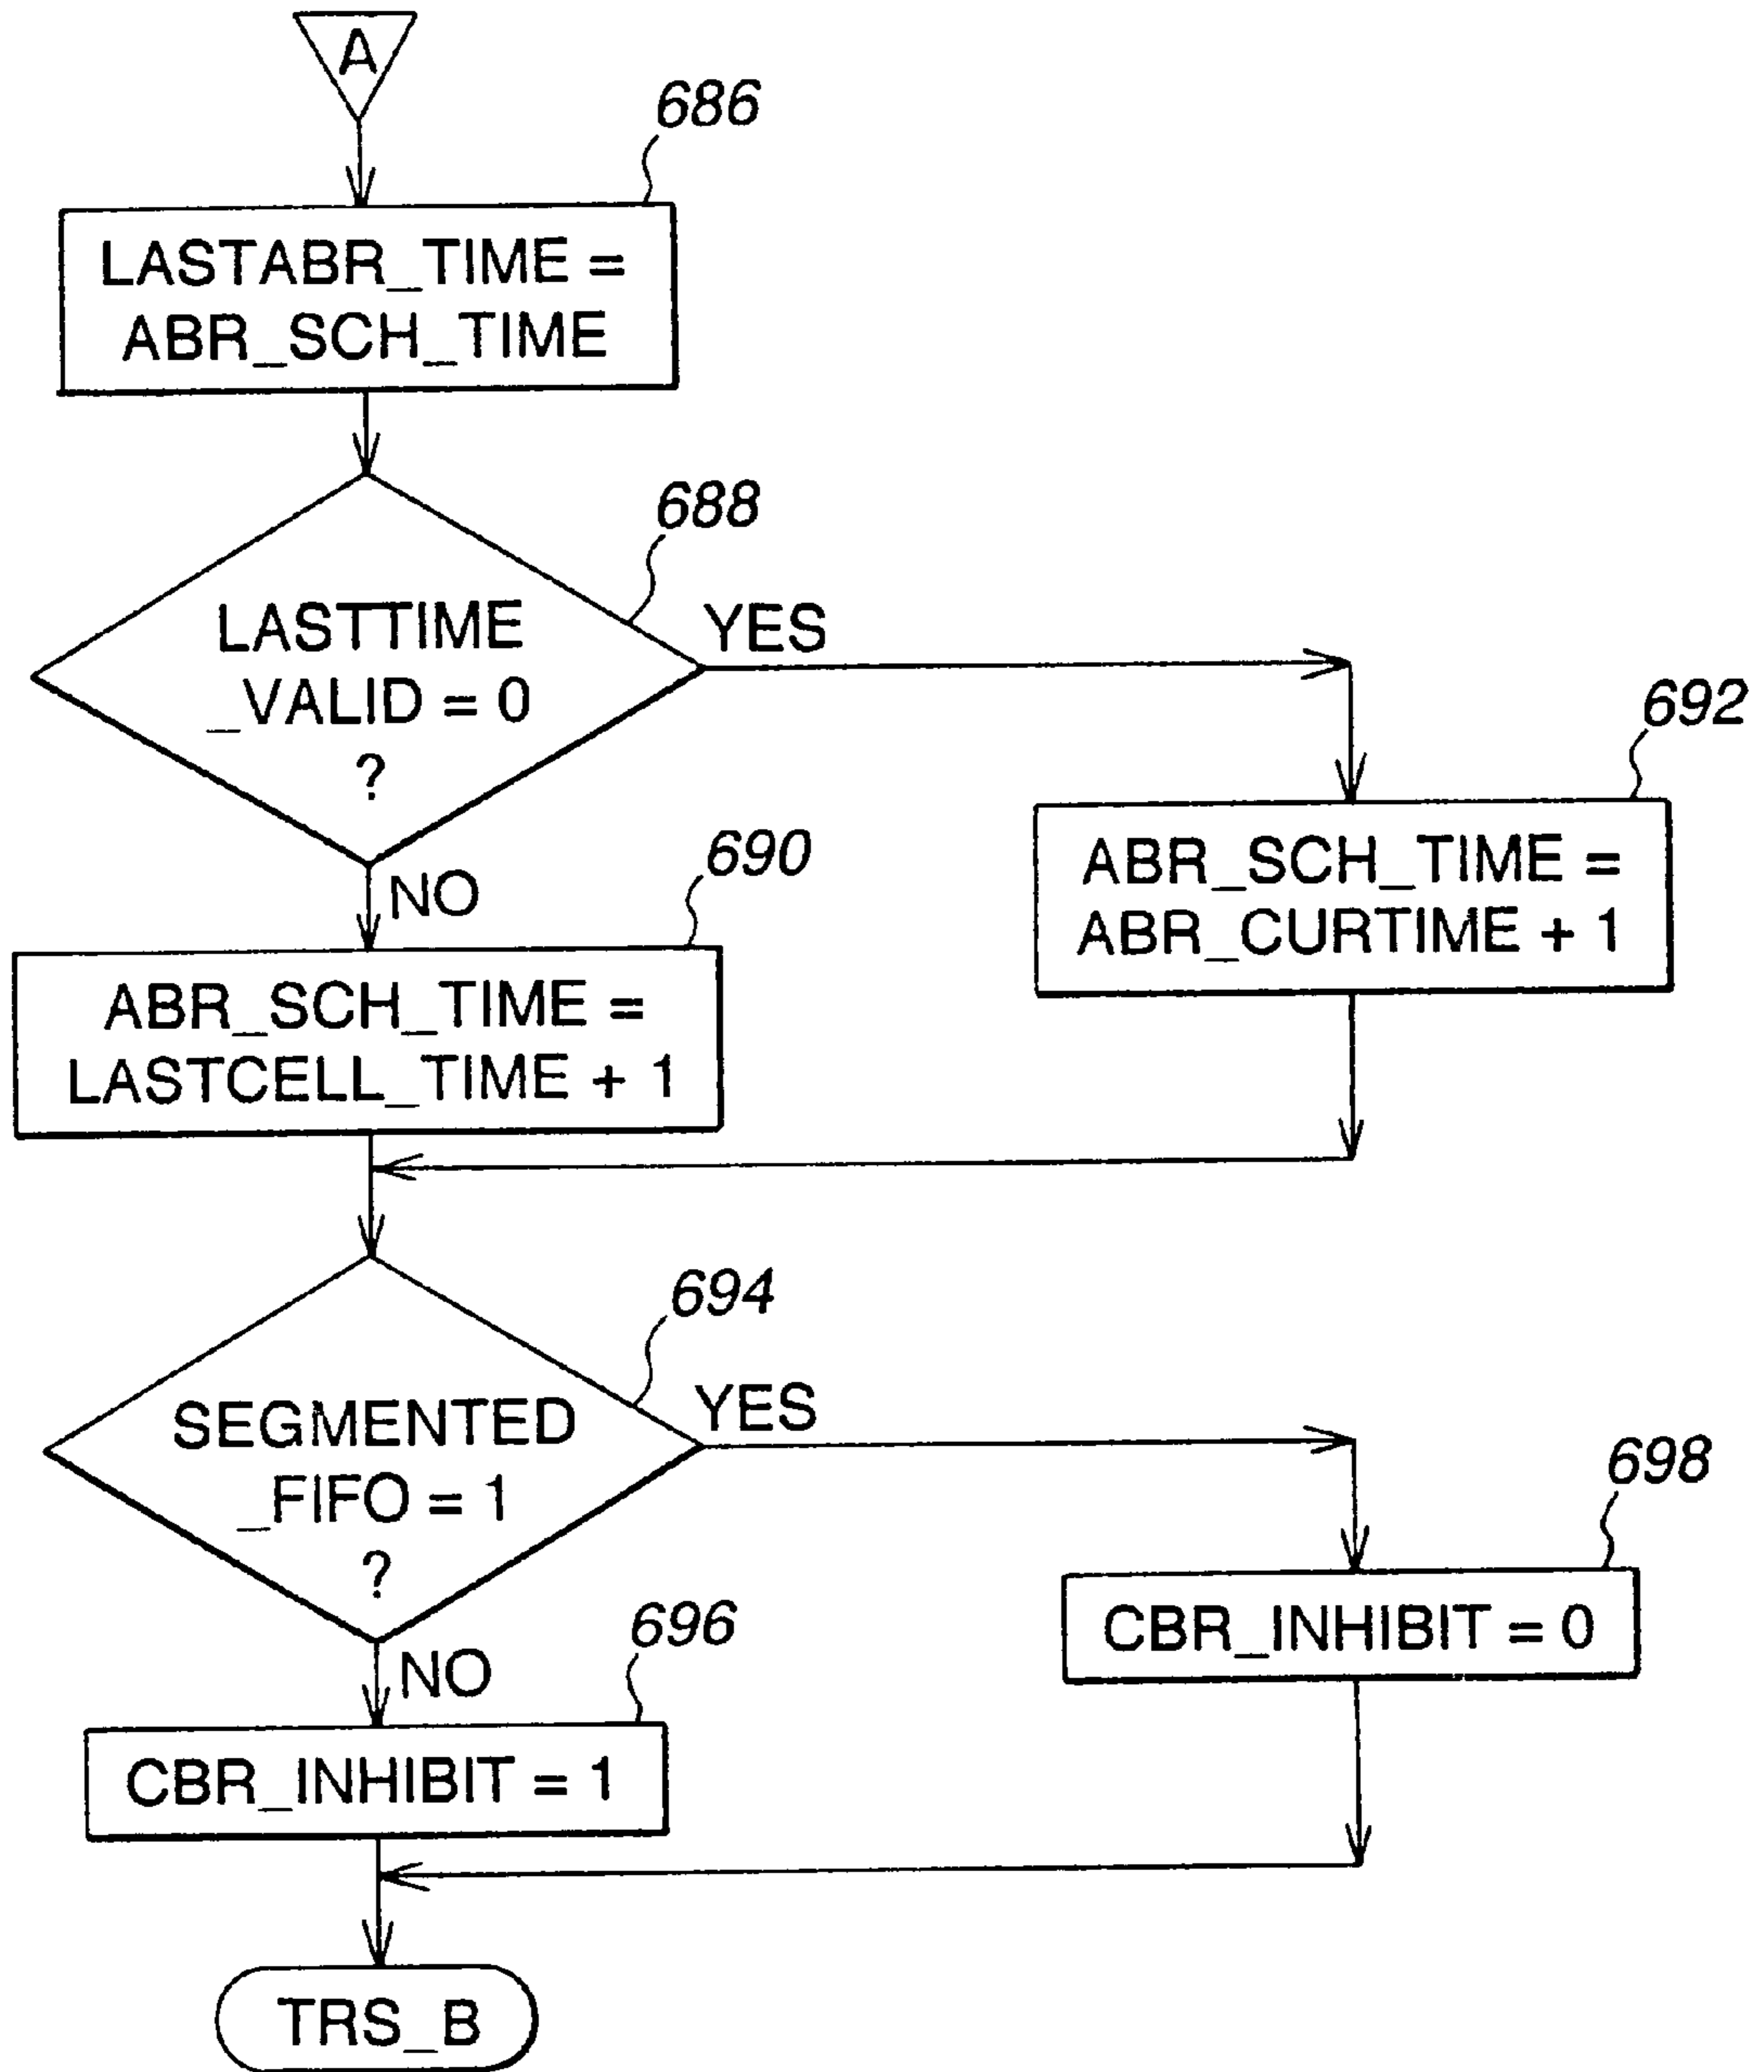 A
686
LASTABR_TIME =
ABR_SCH_TIME
688
LASTTIME
_VALID = 0
?
YES
692
ABR_SCH_TIME =
ABR_CURTIME + 1
NO
690
ABR_SCH_TIME =
LASTCELL_TIME + 1
694
SEGMENTED
_FIFO = 1
?
YES
698
CBR_INHIBIT = 0
NO
696
CBR_INHIBIT = 1
TRS_B